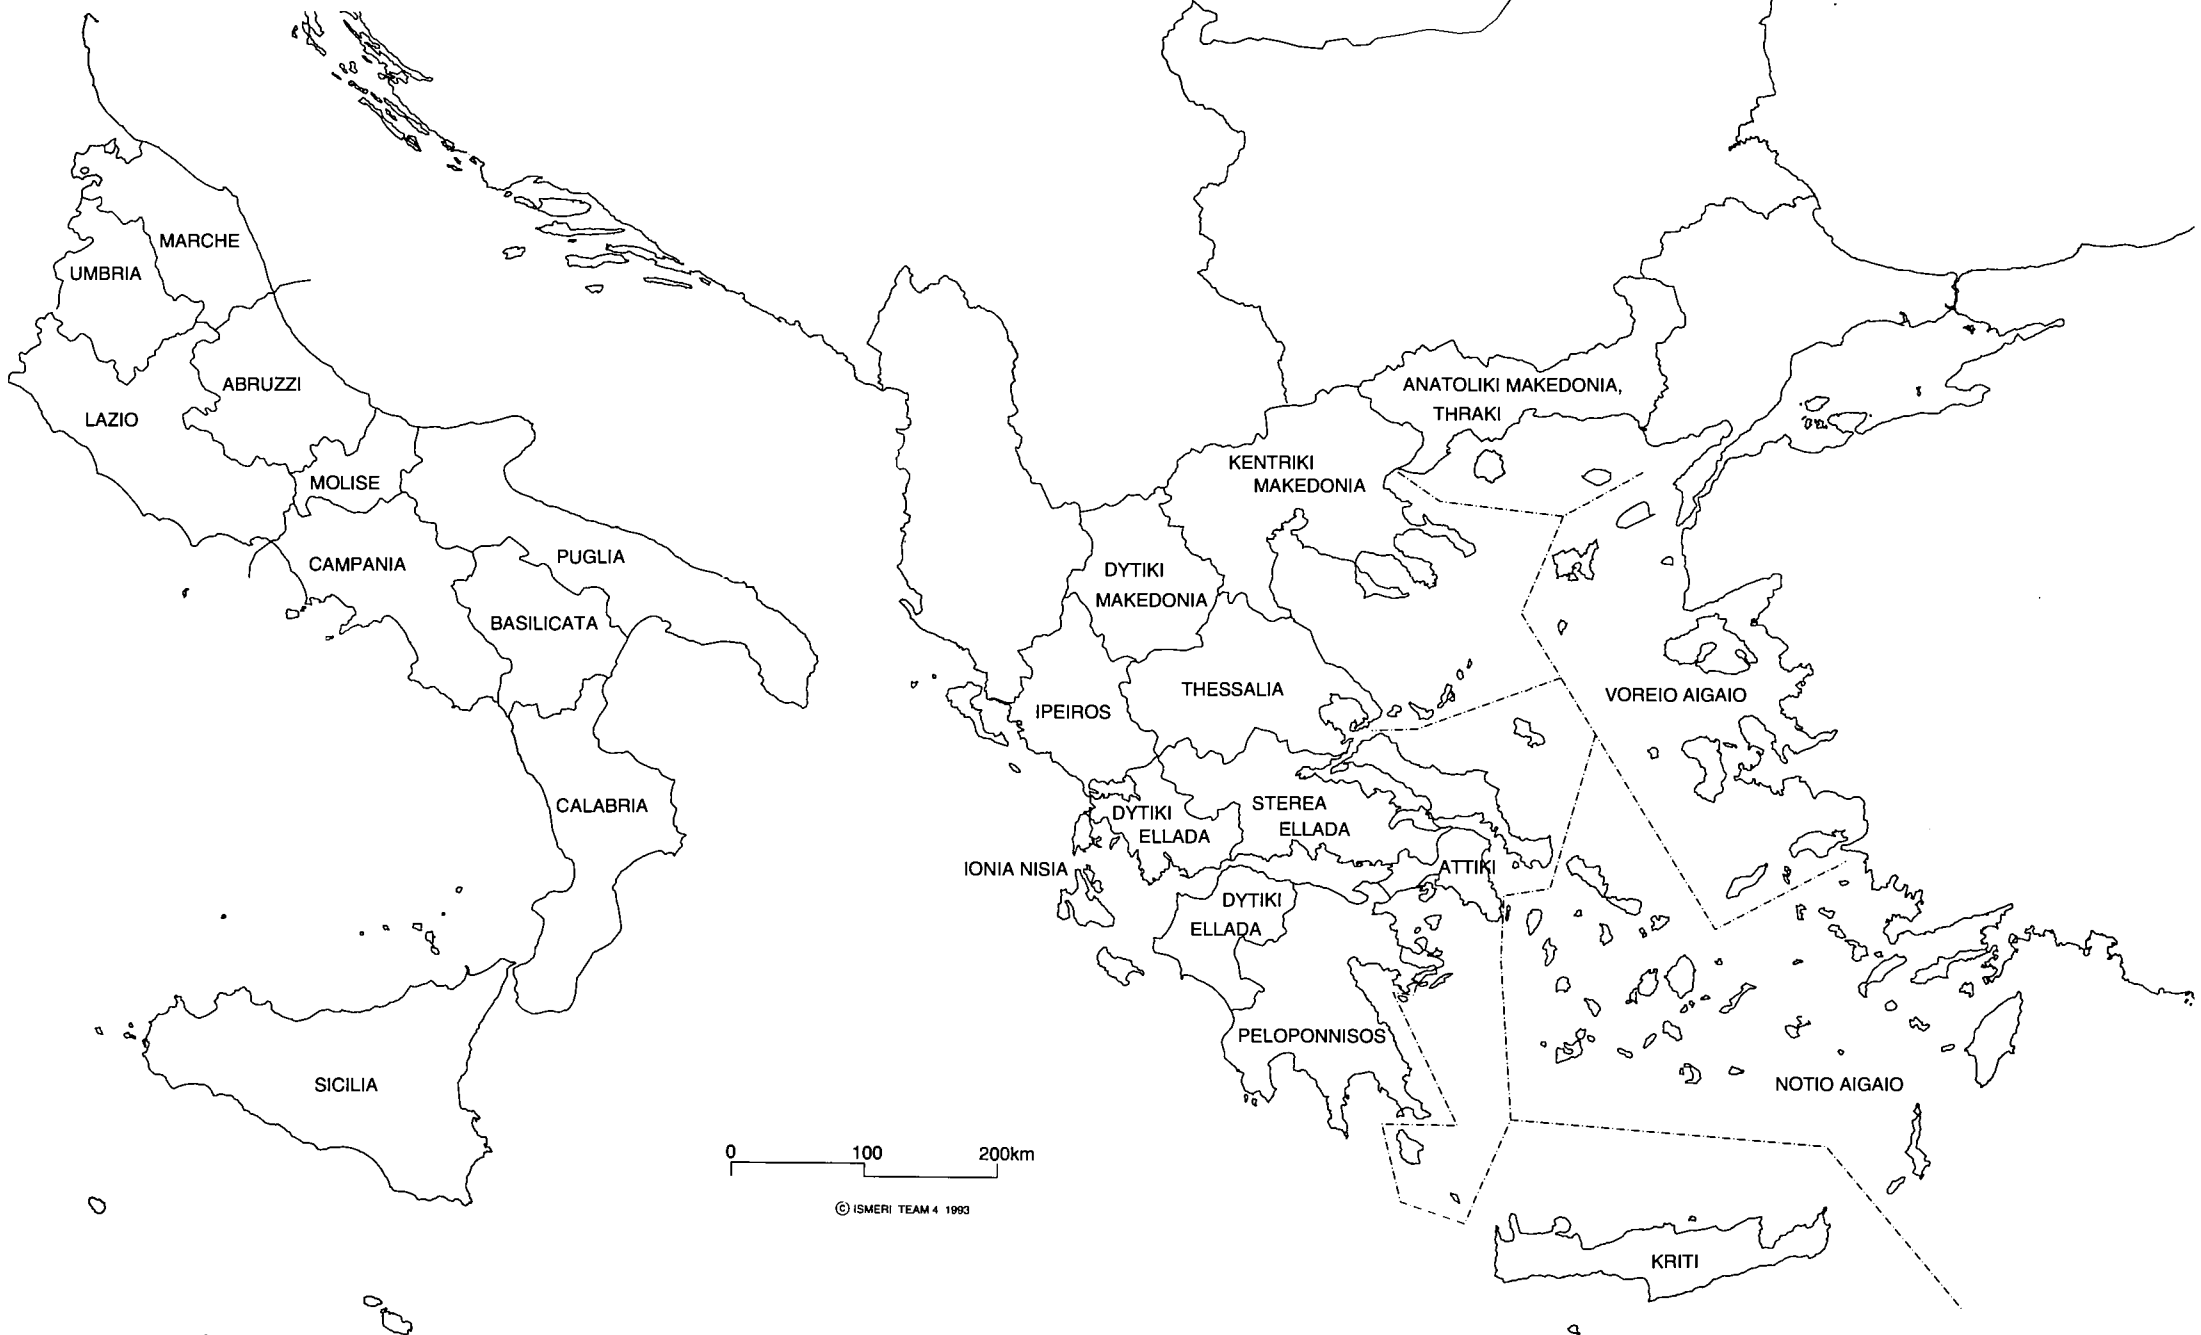 MARCHE
UMBRIA
ABRUZZI
LAZIO
MOLISE
CAMPANIA
PUGLIA
BASILICATA
CALABRIA
SICILIA
ANATOLIKI MAKEDONIA,
THRAKI
KENTRIKI
MAKEDONIA
DYTIKI
MAKEDONIA
THESSALIA
IPEIROS
VOREIO AIGAIO
STEREA
ELLADA
DYTIKI
ELLADA
IONIA NISIA
ATTIKI
DYTIKI
ELLADA
PELOPONNISOS
NOTIO AIGAIO
KRITI
0 100 200km
© ISMERI TEAM 4 1993